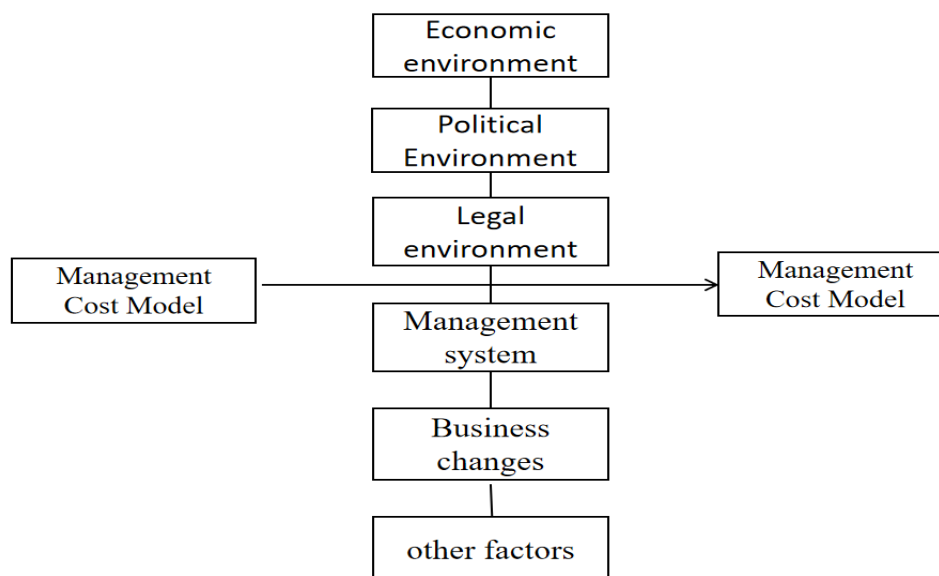 Economic
environment
Political
Environment
Legal
environment
Management
Cost Model
Management
Cost Model
Management
system
Business
changes
other factors